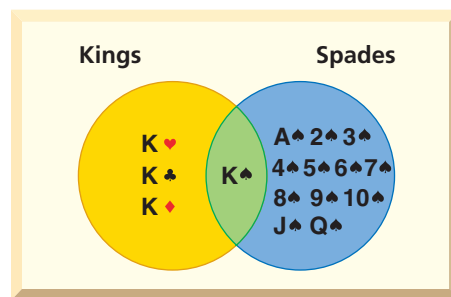 Kings Spades
K♥
K♣
K♦
K♠
A♠ 2♠ 3♠
4♠ 5♠ 6♠ 7♠
8♠ 9♠ 10♠
J♠ Q♠